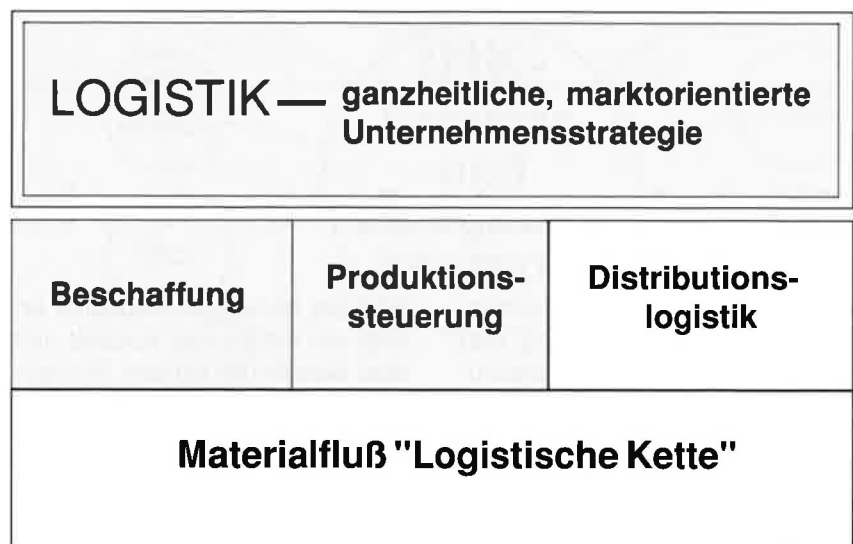 LOGISTIK — ganzheitliche, marktorientierte
Unternehmensstrategie
Beschaffung
Produktions-
steuerung
Distributions-
logistik
Materialfluß "Logistische Kette"